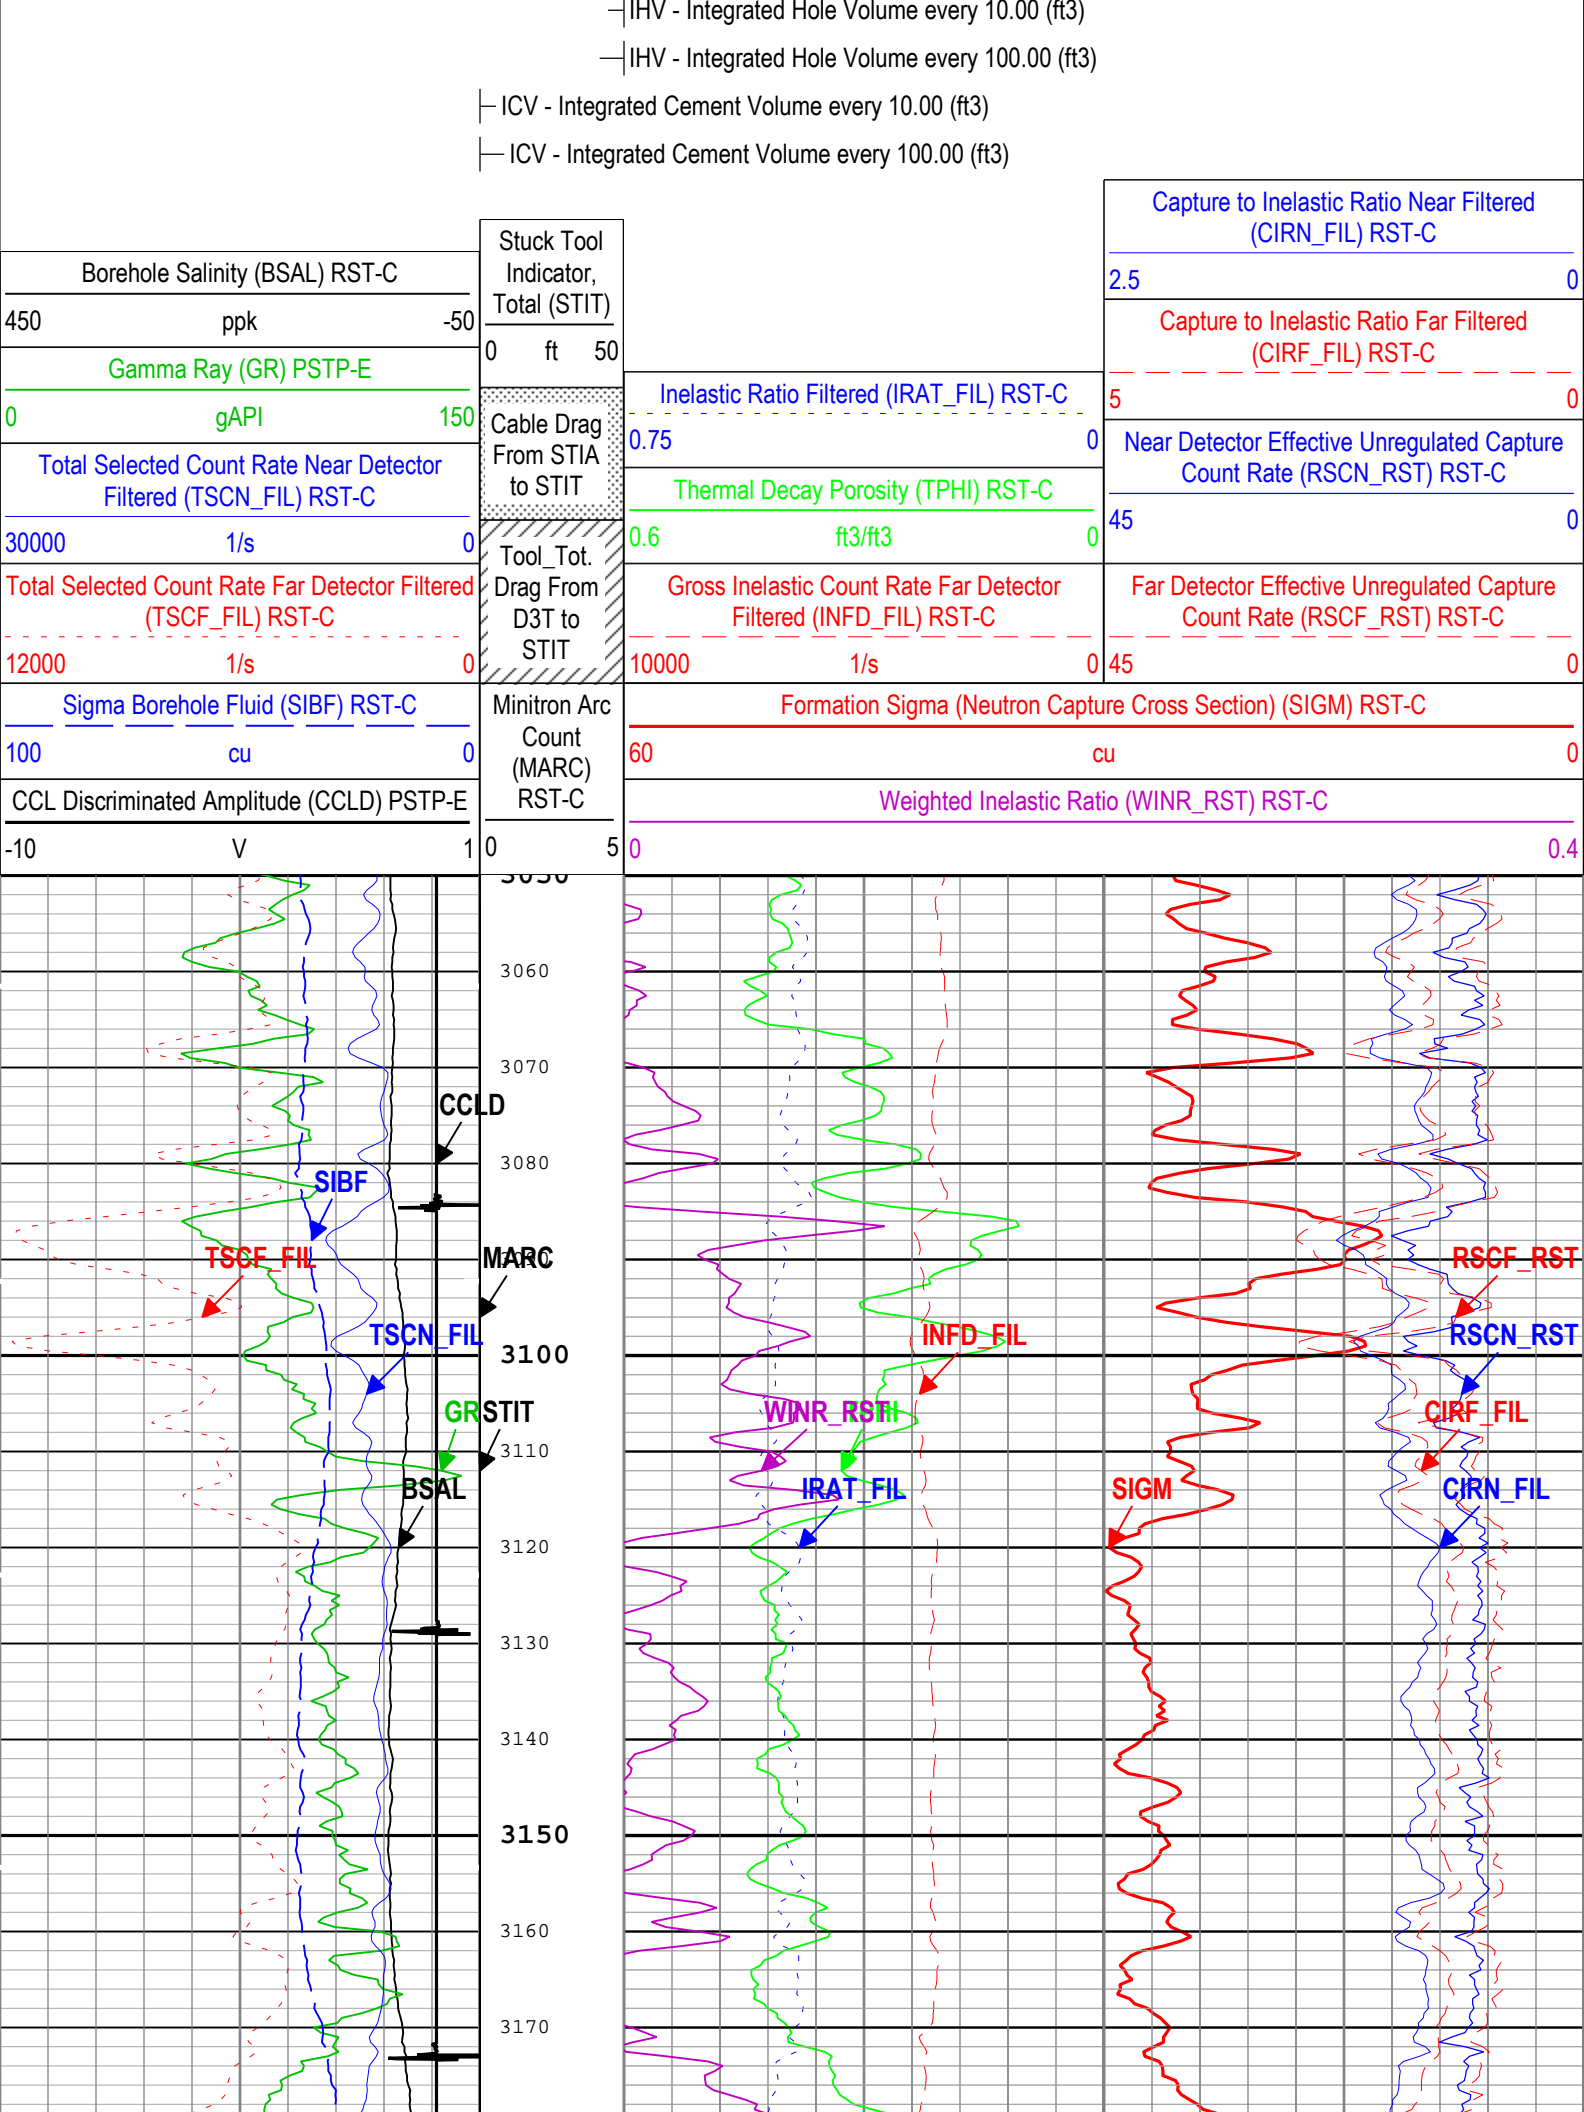 IHV - Integrated Hole Volume every 10.00 (ft3)
IHV - Integrated Hole Volume every 100.00 (ft3)
ICV - Integrated Cement Volume every 10.00 (ft3)
ICV - Integrated Cement Volume every 100.00 (ft3)
Borehole Salinity (BSAL) RST-C
450 ppk -50
Gamma Ray (GR) PSTP-E
0 gAPI 150
Total Selected Count Rate Near Detector
Filtered (TSCN_FIL) RST-C
30000 1/s 0
Total Selected Count Rate Far Detector Filtered
(TSCF_FIL) RST-C
12000 1/s 0
Sigma Borehole Fluid (SIBF) RST-C
100 cu 0
CCL Discriminated Amplitude (CCLD) PSTP-E
-10 V 1
Stuck Tool
Indicator,
Total (STIT)
0 ft 50
Cable Drag
From STIA
to STIT
Tool_Tot.
Drag From
D3T to
STIT
Minitron Arc
Count
(MARC)
RST-C
0 5
Inelastic Ratio Filtered (IRAT_FIL) RST-C
0.75 0
Thermal Decay Porosity (TPHI) RST-C
0.6 ft3/ft3 0
Gross Inelastic Count Rate Far Detector
Filtered (INFD_FIL) RST-C
10000 1/s 0
Capture to Inelastic Ratio Near Filtered
(CIRN_FIL) RST-C
2.5 0
Capture to Inelastic Ratio Far Filtered
(CIRF_FIL) RST-C
5 0
Near Detector Effective Unregulated Capture
Count Rate (RSCN_RST) RST-C
45 0
Far Detector Effective Unregulated Capture
Count Rate (RSCF_RST) RST-C
45 0
Formation Sigma (Neutron Capture Cross Section) (SIGM) RST-C
60 cu 0
Weighted Inelastic Ratio (WINR_RST) RST-C
0 0.4
3060
3070
CCLD
3080
SIBF
TSCF_FIL MARC RSCF_RST
TSCN_FIL INFD_FIL RSCN_RST
3100
GR STIT WINR_RST CIRF_FIL
3110
BSAL IRAT_FIL SIGM CIRN_FIL
3120
3130
3140
3150
3160
3170